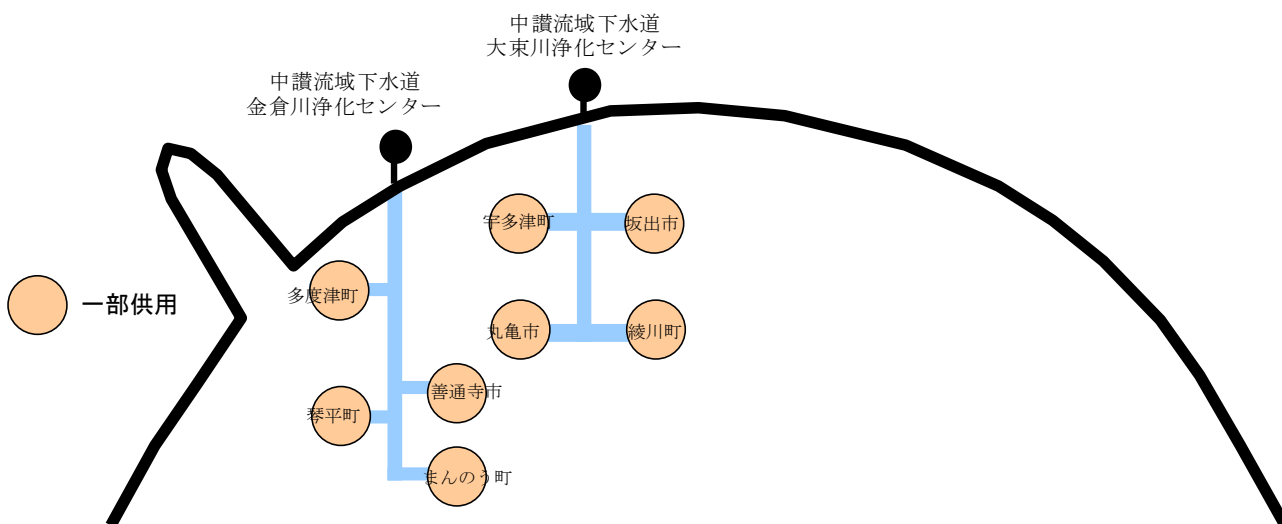 中讃流域下水道
大束川浄化センター
中讃流域下水道
金倉川浄化センター
宇多津町
坂出市
多度津町
一部供用
丸亀市
綾川町
善通寺市
琴平町
まんのう町